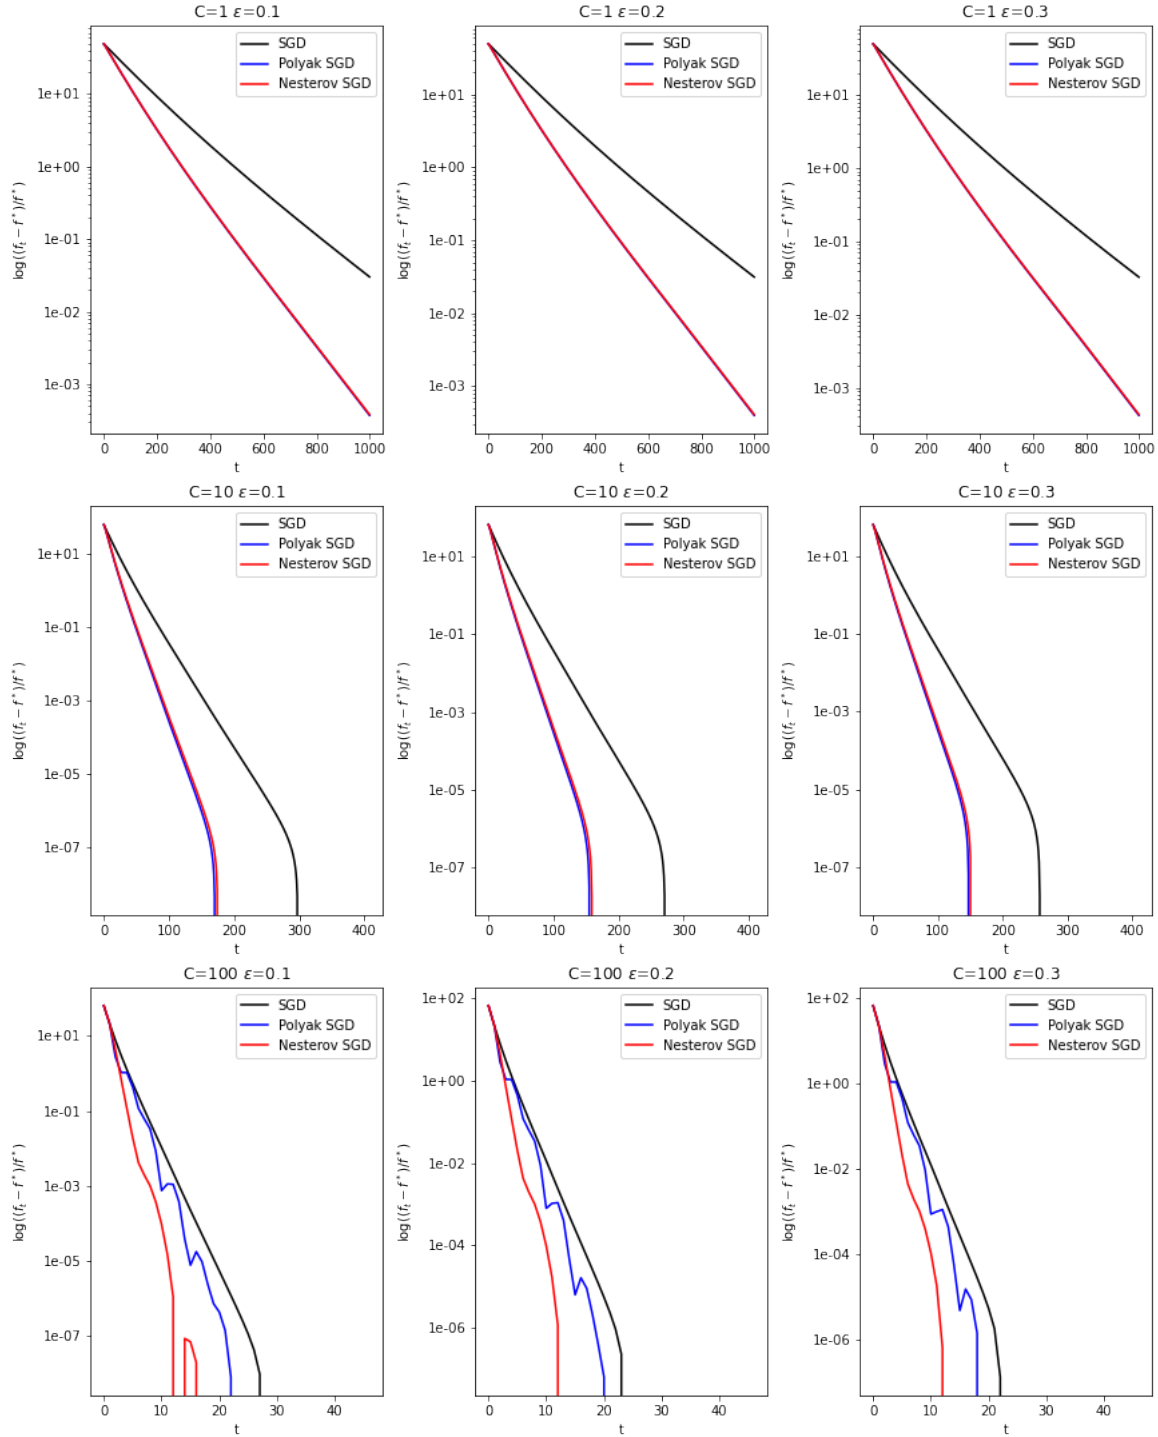 C=1 ε=0.1
SGD
Polyak SGD
Nesterov SGD
1e+01
1e+00
1e-01
1e-02
1e-03
log((f_t − f*)/f*)
0 200 400 600 800 1000
t
C=1 ε=0.2
SGD
Polyak SGD
Nesterov SGD
1e+01
1e+00
1e-01
1e-02
1e-03
log((f_t − f*)/f*)
0 200 400 600 800 1000
t
C=1 ε=0.3
SGD
Polyak SGD
Nesterov SGD
1e+01
1e+00
1e-01
1e-02
1e-03
log((f_t − f*)/f*)
0 200 400 600 800 1000
t
C=10 ε=0.1
SGD
Polyak SGD
Nesterov SGD
1e+01
1e-01
1e-03
1e-05
1e-07
log((f_t − f*)/f*)
0 100 200 300 400
t
C=10 ε=0.2
SGD
Polyak SGD
Nesterov SGD
1e+01
1e-01
1e-03
1e-05
1e-07
log((f_t − f*)/f*)
0 100 200 300 400
t
C=10 ε=0.3
SGD
Polyak SGD
Nesterov SGD
1e+01
1e-01
1e-03
1e-05
1e-07
log((f_t − f*)/f*)
0 100 200 300 400
t
C=100 ε=0.1
SGD
Polyak SGD
Nesterov SGD
1e+01
1e-01
1e-03
1e-05
1e-07
log((f_t − f*)/f*)
0 10 20 30 40
t
C=100 ε=0.2
SGD
Polyak SGD
Nesterov SGD
1e+02
1e+00
1e-02
1e-04
1e-06
log((f_t − f*)/f*)
0 10 20 30 40
t
C=100 ε=0.3
SGD
Polyak SGD
Nesterov SGD
1e+02
1e+00
1e-02
1e-04
1e-06
log((f_t − f*)/f*)
0 10 20 30 40
t